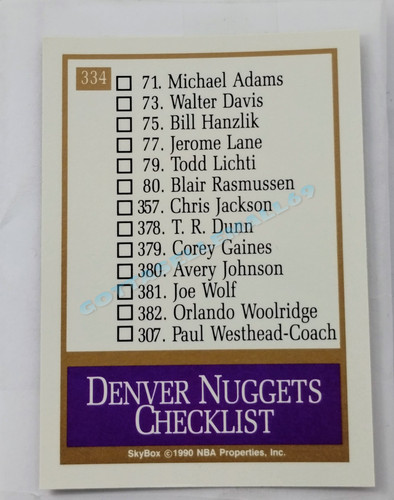 334
71. Michael Adams
73. Walter Davis
75. Bill Hanzlik
77. Jerome Lane
79. Todd Lichti
80. Blair Rasmussen
357. Chris Jackson
378. T. R. Dunn
379. Corey Gaines
380. Avery Johnson
381. Joe Wolf
382. Orlando Woolridge
307. Paul Westhead-Coach
DENVER NUGGETS
CHECKLIST
SkyBox ©1990 NBA Properties, Inc.